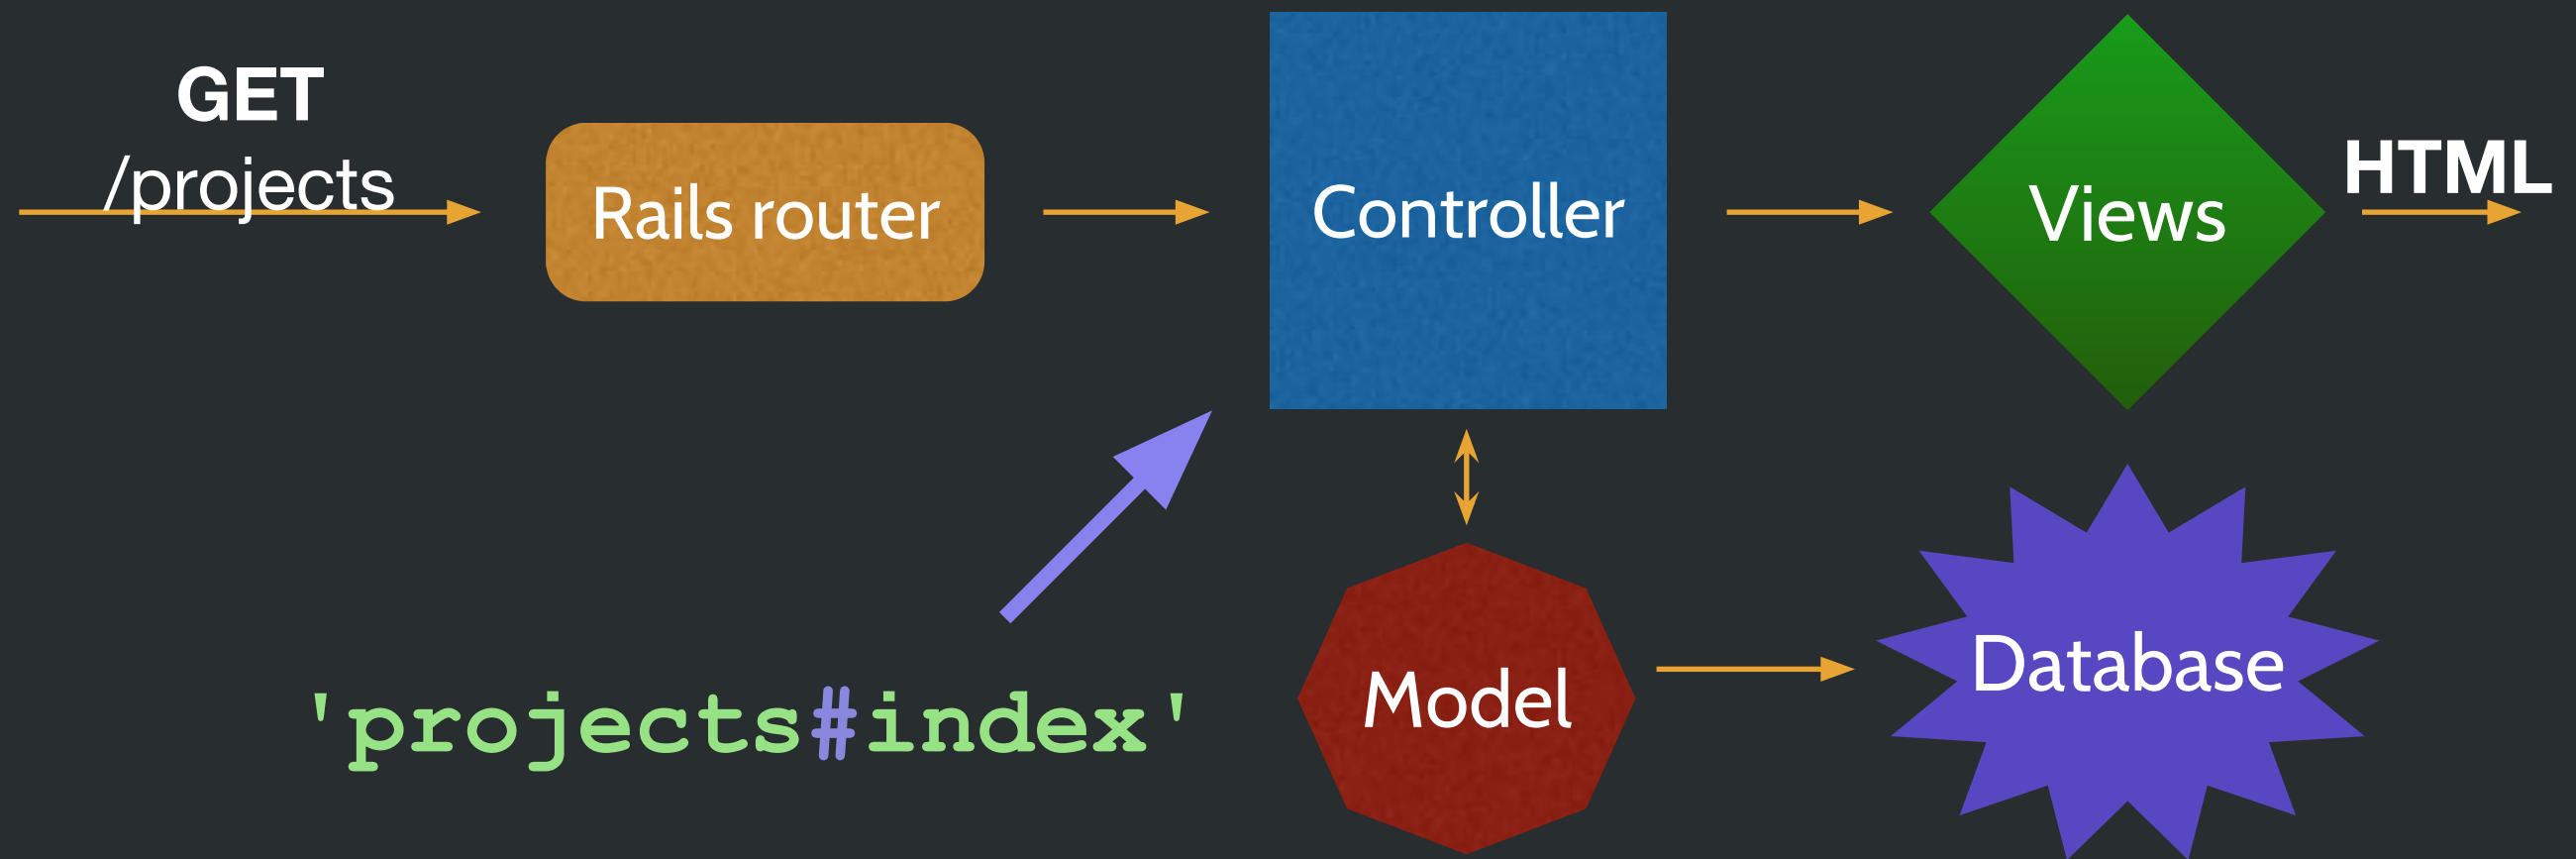 GET
/projects
Rails router
Controller
Views
HTML
'projects#index'
Model
Database